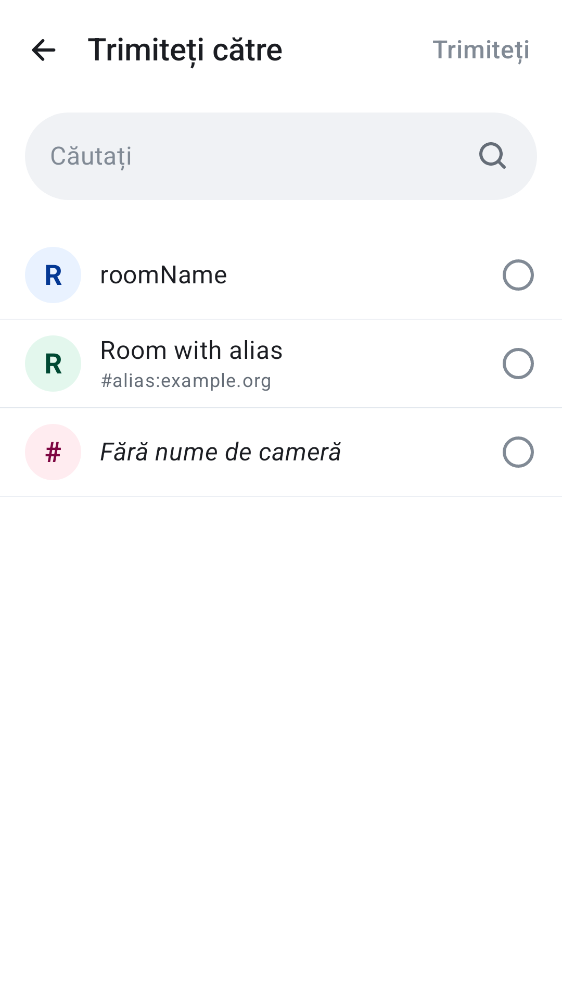 Trimiteți către
Trimiteți
Căutați
R
roomName
R
Room with alias
#alias:example.org
#
Fără nume de cameră